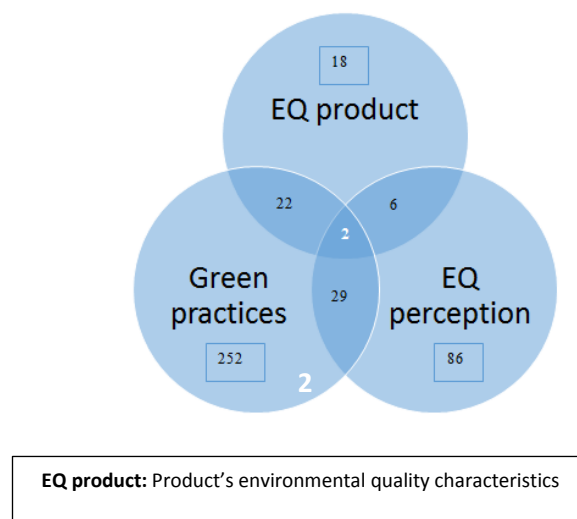 18
EQ product
22
6
2
Green
practices
29
EQ
perception
252
2
86
EQ product: Product’s environmental quality characteristics